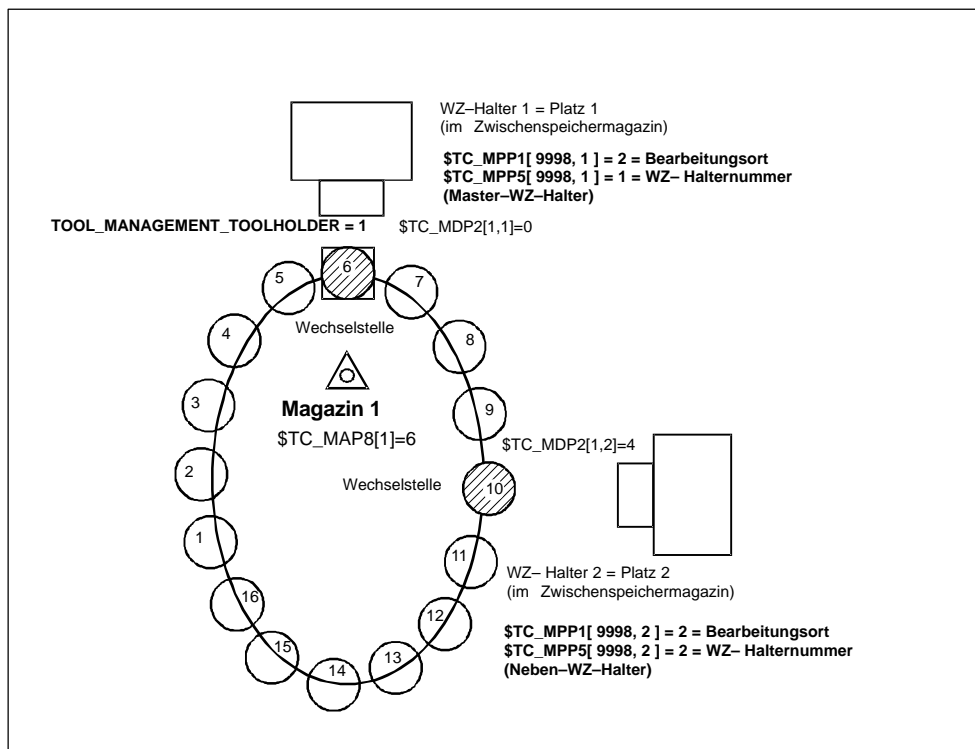 WZ–Halter 1 = Platz 1
(im Zwischenspeichermagazin)
$TC_MPP1[ 9998, 1 ] = 2 = Bearbeitungsort
$TC_MPP5[ 9998, 1 ] = 1 = WZ– Halternummer
(Master–WZ–Halter)
TOOL_MANAGEMENT_TOOLHOLDER = 1
$TC_MDP2[1,1]=0
6
5
7
Wechselstelle
4
8
3
Magazin 1
9
$TC_MAP8[1]=6
$TC_MDP2[1,2]=4
2
Wechselstelle
10
1
11
WZ– Halter 2 = Platz 2
(im Zwischenspeichermagazin)
16
12
$TC_MPP1[ 9998, 2 ] = 2 = Bearbeitungsort
$TC_MPP5[ 9998, 2 ] = 2 = WZ– Halternummer
(Neben–WZ–Halter)
15
13
14